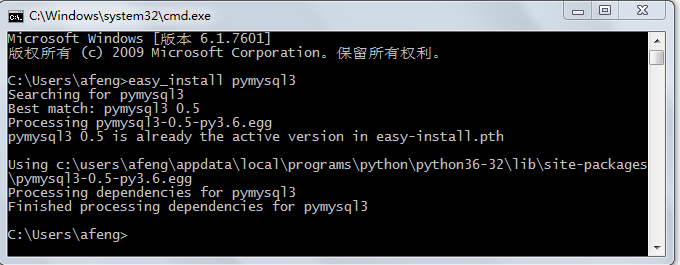 C:\Windows\system32\cmd.exe
Microsoft Windows [版本 6.1.7601]
版权所有 (c) 2009 Microsoft Corporation。保留所有权利。
C:\Users\afeng>easy_install pymysql3
Searching for pymysql3
Best match: pymysql3 0.5
Processing pymysql3-0.5-py3.6.egg
pymysql3 0.5 is already the active version in easy-install.pth
Using c:\users\afeng\appdata\local\programs\python\python36-32\lib\site-packages
\pymysql3-0.5-py3.6.egg
Processing dependencies for pymysql3
Finished processing dependencies for pymysql3
C:\Users\afeng>